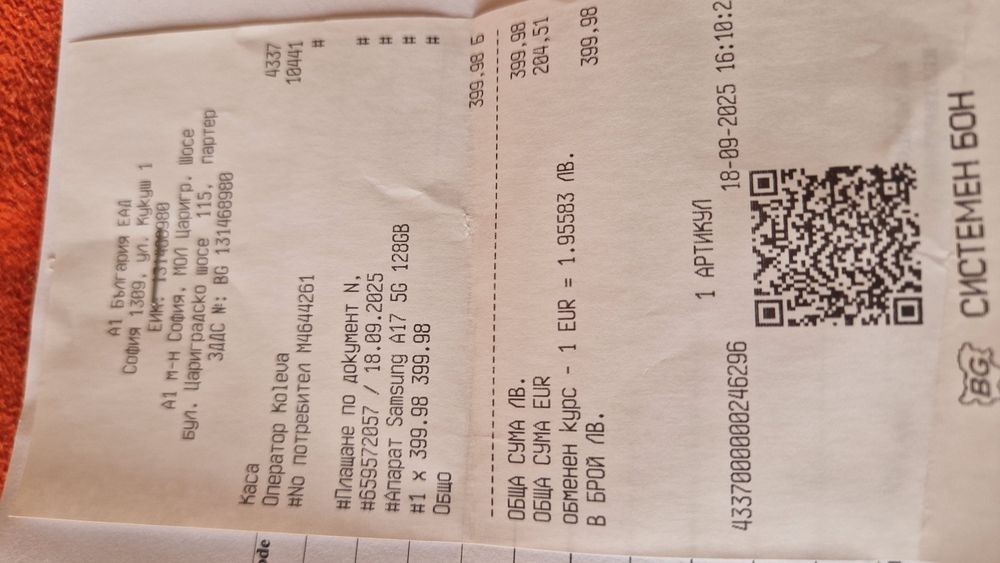 А1 България ЕАД
София 1309, ул. Кукуш 1
ЕИК: 131468980
А1 м-н София, МОЛ Царигр. Шосе
бул. Цариградско шосе 115, партер
ЗДДС №: BG 131468980
Каса 4337
Оператор Koleva 10441
#No потребител M4644261 #
#Плащане по документ N, #
#659572057 / 18.09.2025 #
#Апарат Samsung A17 5G 128GB #
#1 x 399.98 399.98 #
ОБЩО 399,98 Б
ОБЩА СУМА ЛВ. 399,98
ОБЩА СУМА EUR 204,51
ОБМЕНЕН КУРС - 1 EUR = 1.95583 ЛВ.
В БРОЙ ЛВ. 399,98
1 АРТИКУЛ
18-09-2025 16:10:2
4337000000246296
BG СИСТЕМЕН БОН
ode